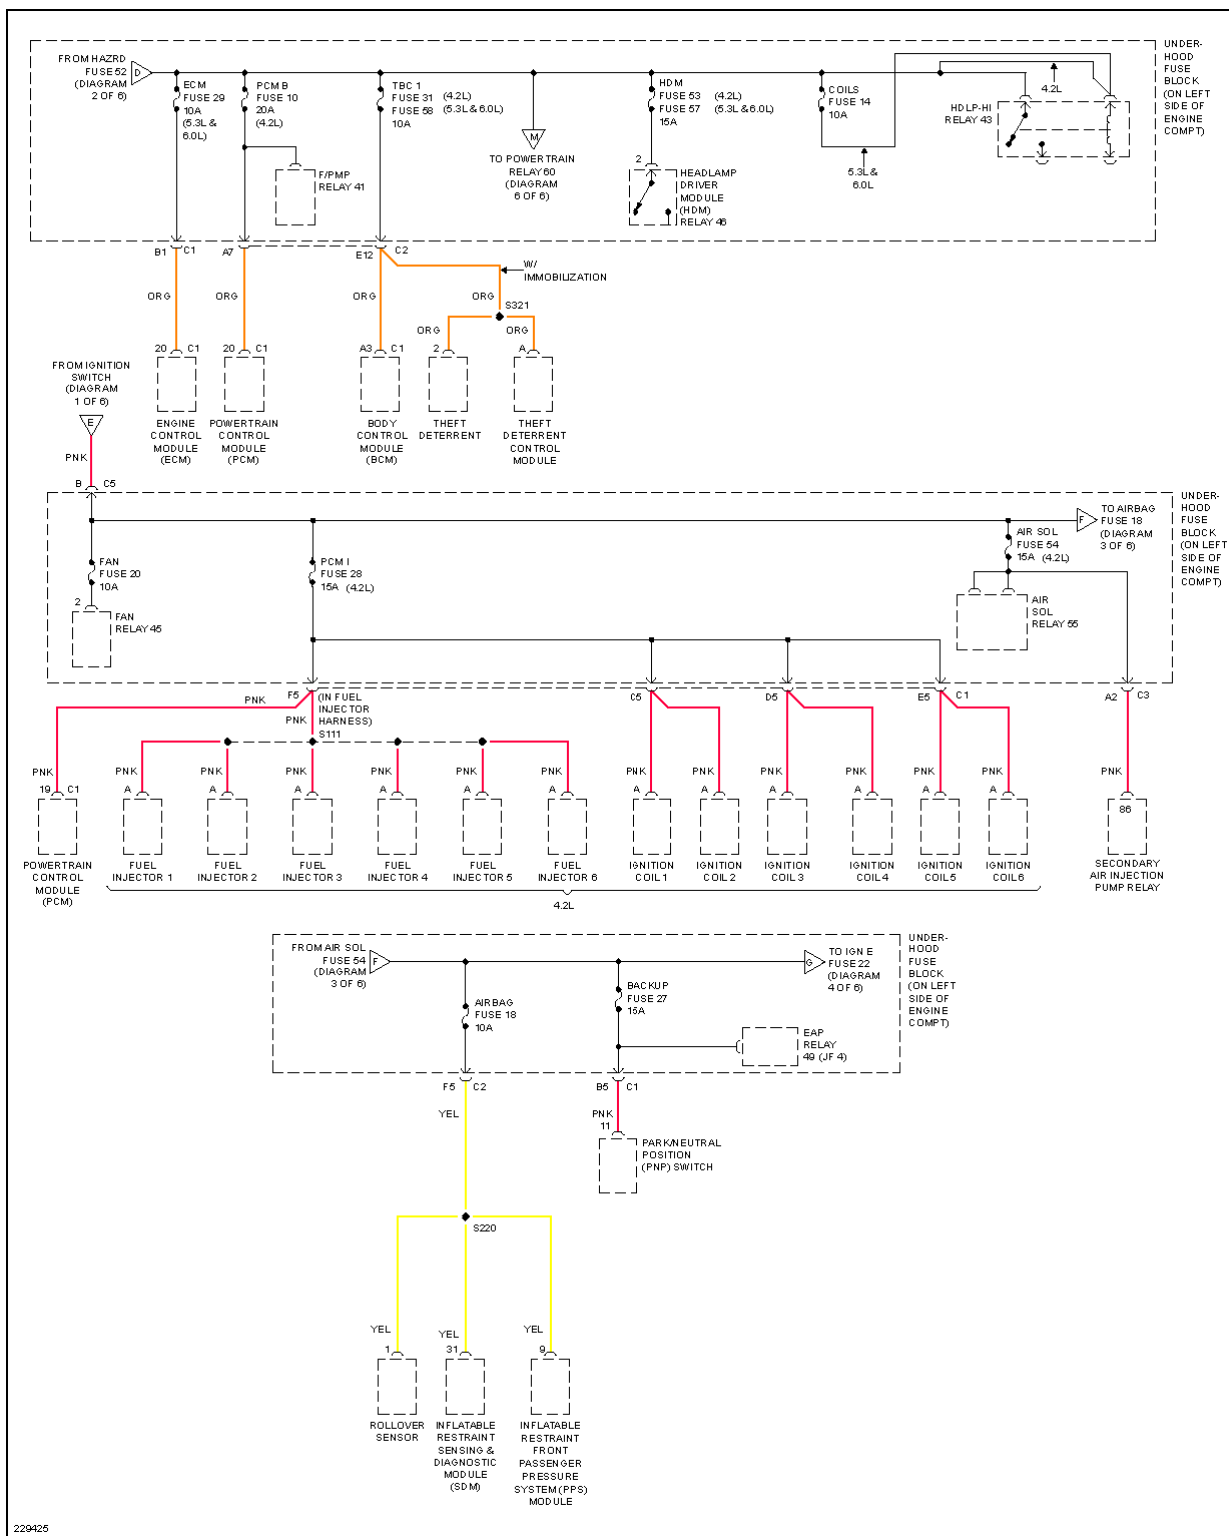 FROM HAZRD
FUSE 52
(DIAGRAM
2 OF 6)
D
ECM
FUSE 29
10A
(5.3L &
6.0L)
PCM B
FUSE 10
20A
(4.2L)
TBC 1
FUSE 31 (4.2L)
FUSE 58 (5.3L & 6.0L)
10A
M
TO POWERTRAIN
RELAY 60
(DIAGRAM
6 OF 6)
HDM
FUSE 53 (4.2L)
FUSE 57 (5.3L & 6.0L)
15A
COILS
FUSE 14
10A
4.2L
HDLP-HI
RELAY 43
UNDER-
HOOD
FUSE
BLOCK
(ON LEFT
SIDE OF
ENGINE
COMPT)
F/PMP
RELAY 41
2
HEADLAMP
DRIVER
MODULE
(HDM)
RELAY 46
5.3L &
6.0L
B1 C1 A7 E12 C2
W/
IMMOBILIZATION
ORG ORG ORG ORG
S321
ORG ORG
20 C1 20 C1 A3 C1 2 A
ENGINE
CONTROL
MODULE
(ECM)
POWERTRAIN
CONTROL
MODULE
(PCM)
BODY
CONTROL
MODULE
(BCM)
THEFT
DETERRENT
THEFT
DETERRENT
CONTROL
MODULE
FROM IGNITION
SWITCH
(DIAGRAM
1 OF 6)
E
PNK
B C5
FAN
FUSE 20
10A
2
FAN
RELAY 45
PCM I
FUSE 28
15A (4.2L)
AIR SOL
FUSE 54
15A (4.2L)
F
TO AIRBAG
FUSE 18
(DIAGRAM
3 OF 6)
AIR
SOL
RELAY 55
UNDER-
HOOD
FUSE
BLOCK
(ON LEFT
SIDE OF
ENGINE
COMPT)
F5 C5 D5 E5 C1 A2 C3
PNK
PNK
(IN FUEL
INJECTOR
HARNESS)
S111
PNK PNK PNK PNK PNK PNK PNK PNK PNK PNK PNK PNK PNK PNK
19 C1 A A A A A A A A A A A A 86
POWERTRAIN
CONTROL
MODULE
(PCM)
FUEL
INJECTOR 1
FUEL
INJECTOR 2
FUEL
INJECTOR 3
FUEL
INJECTOR 4
FUEL
INJECTOR 5
FUEL
INJECTOR 6
IGNITION
COIL 1
IGNITION
COIL 2
IGNITION
COIL 3
IGNITION
COIL 4
IGNITION
COIL 5
IGNITION
COIL 6
SECONDARY
AIR INJECTION
PUMP RELAY
4.2L
FROM AIR SOL
FUSE 54
(DIAGRAM
3 OF 6)
F
AIRBAG
FUSE 18
10A
BACKUP
FUSE 27
15A
G
TO IGN E
FUSE 22
(DIAGRAM
4 OF 6)
EAP
RELAY
49 (JF4)
UNDER-
HOOD
FUSE
BLOCK
(ON LEFT
SIDE OF
ENGINE
COMPT)
F5 C2 B5 C1
YEL
PNK
11
PARK/NEUTRAL
POSITION
(PNP) SWITCH
S220
YEL YEL YEL
1 31 9
ROLLOVER
SENSOR
INFLATABLE
RESTRAINT
SENSING &
DIAGNOSTIC
MODULE
(SDM)
INFLATABLE
RESTRAINT
FRONT
PASSENGER
PRESSURE
SYSTEM (PPS)
MODULE
229425